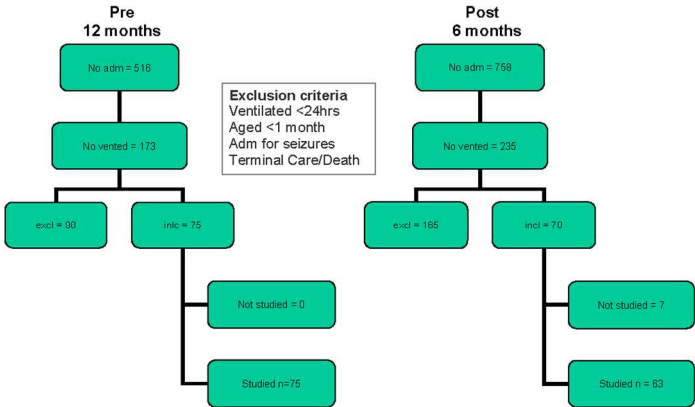 Pre
12 months
No adm = 516
No vented = 173
excl = 90
intc = 75
Not studied = 0
Studied n=75
Exclusion criteria
Ventilated <24hrs
Aged <1 month
Adm for seizures
Terminal Care/Death
Post
6 months
No adm = 758
No vented = 235
excl = 165
incl = 70
Not studied = 7
Studied n = 63